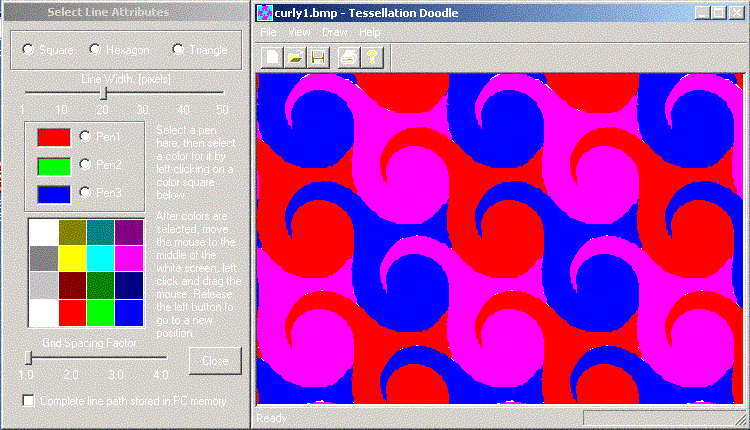 Select Line Attributes
Square Hexagon Triangle
Line Width, (pixels)
1 10 20 30 40 50
Pen1
Pen2
Pen3
Select a pen
here, then select
a color for it by
left-clicking on a
color square
below.
After colors are
selected, move
the mouse to the
middle of the
white screen, left
click and drag the
mouse. Release
the left button to
go to a new
position.
Grid Spacing Factor
1.0 2.0 3.0 4.0
Close
Complete line path stored in PC memory
curly1.bmp - Tessellation Doodle
File View Draw Help
Ready